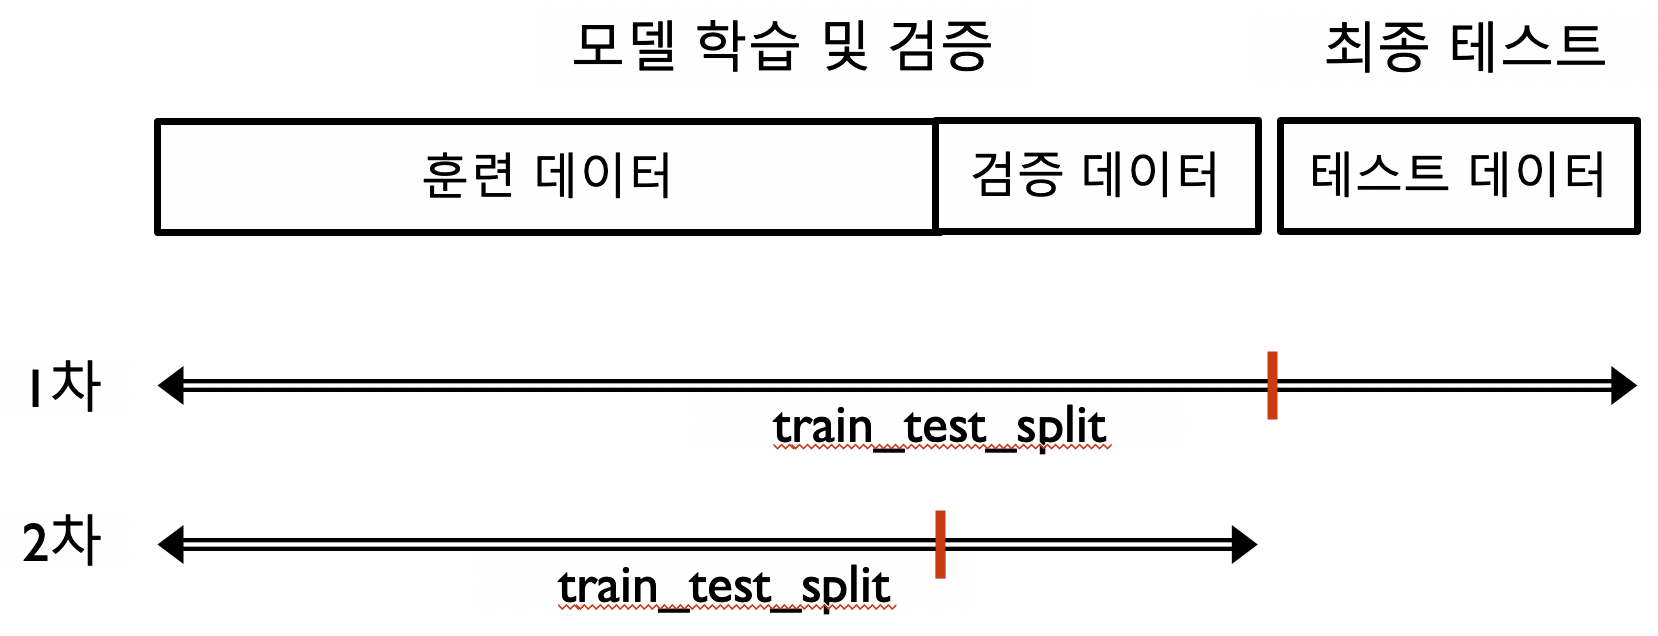 모델 학습 및 검증 최종 테스트
훈련 데이터 검증 데이터 테스트 데이터
1차
train_test_split
2차
train_test_split